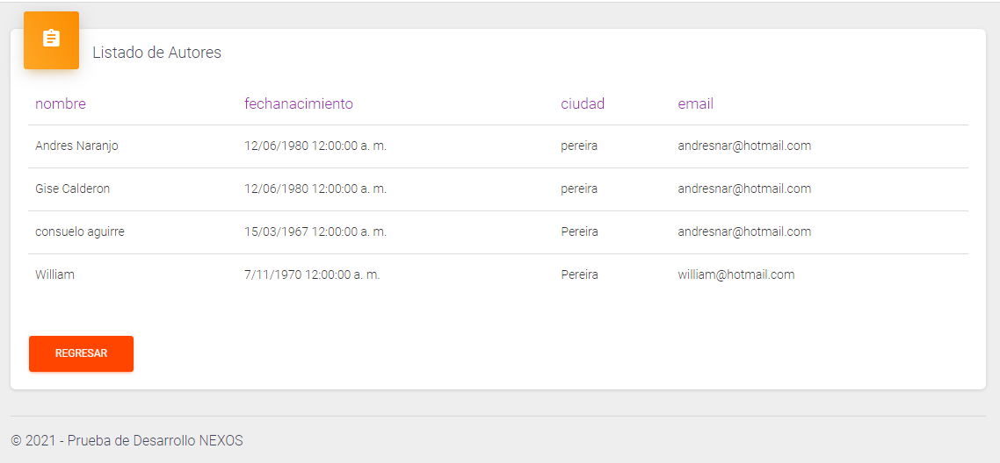 Listado de Autores
nombre fechanacimiento ciudad email
Andres Naranjo 12/06/1980 12:00:00 a. m. pereira andresnar@hotmail.com
Gise Calderon 12/06/1980 12:00:00 a. m. pereira andresnar@hotmail.com
consuelo aguirre 15/03/1967 12:00:00 a. m. Pereira andresnar@hotmail.com
William 7/11/1970 12:00:00 a. m. Pereira william@hotmail.com
REGRESAR
© 2021 - Prueba de Desarrollo NEXOS